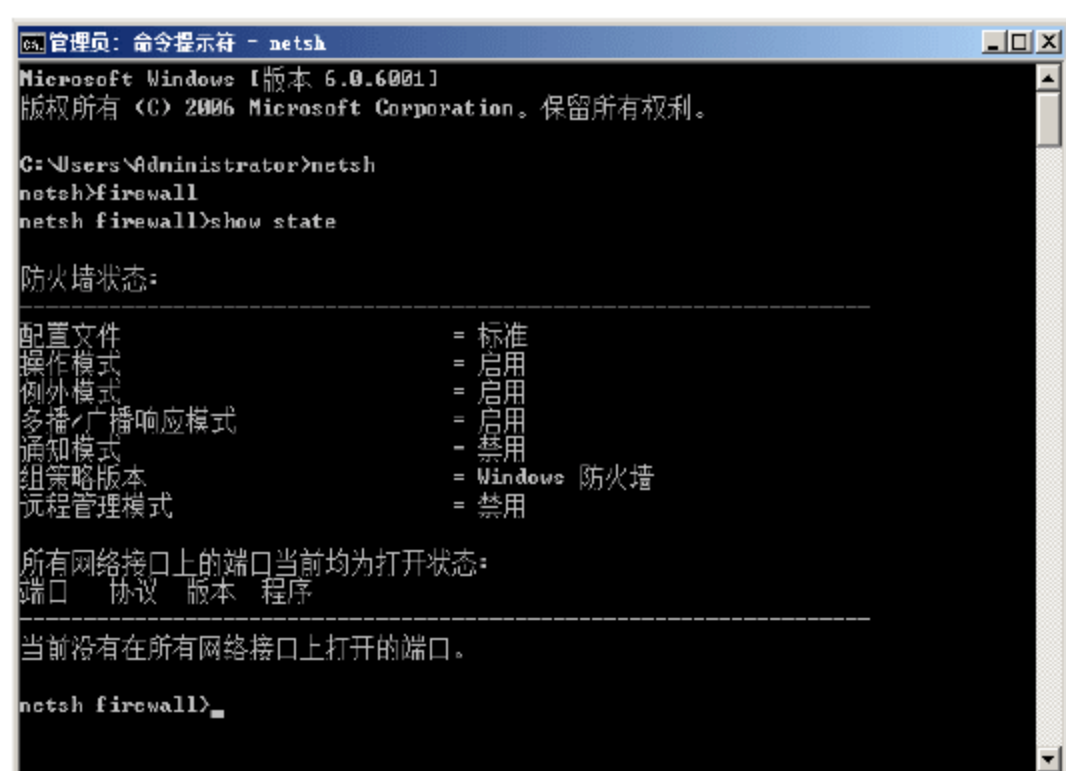 管理员: 命令提示符 - netsh
Microsoft Windows [版本 6.0.6001]
版权所有 (C) 2006 Microsoft Corporation。保留所有权利。
C:\Users\Administrator>netsh
netsh>firewall
netsh firewall>show state
防火墙状态:
-------------------------------------------------------------------
配置文件 = 标准
操作模式 = 启用
例外模式 = 启用
多播/广播响应模式 = 启用
通知模式 = 禁用
组策略版本 = Windows 防火墙
远程管理模式 = 禁用
所有网络接口上的端口当前均为打开状态:
端口 协议 版本 程序
-------------------------------------------------------------------
当前没有在所有网络接口上打开的端口。
netsh firewall>_